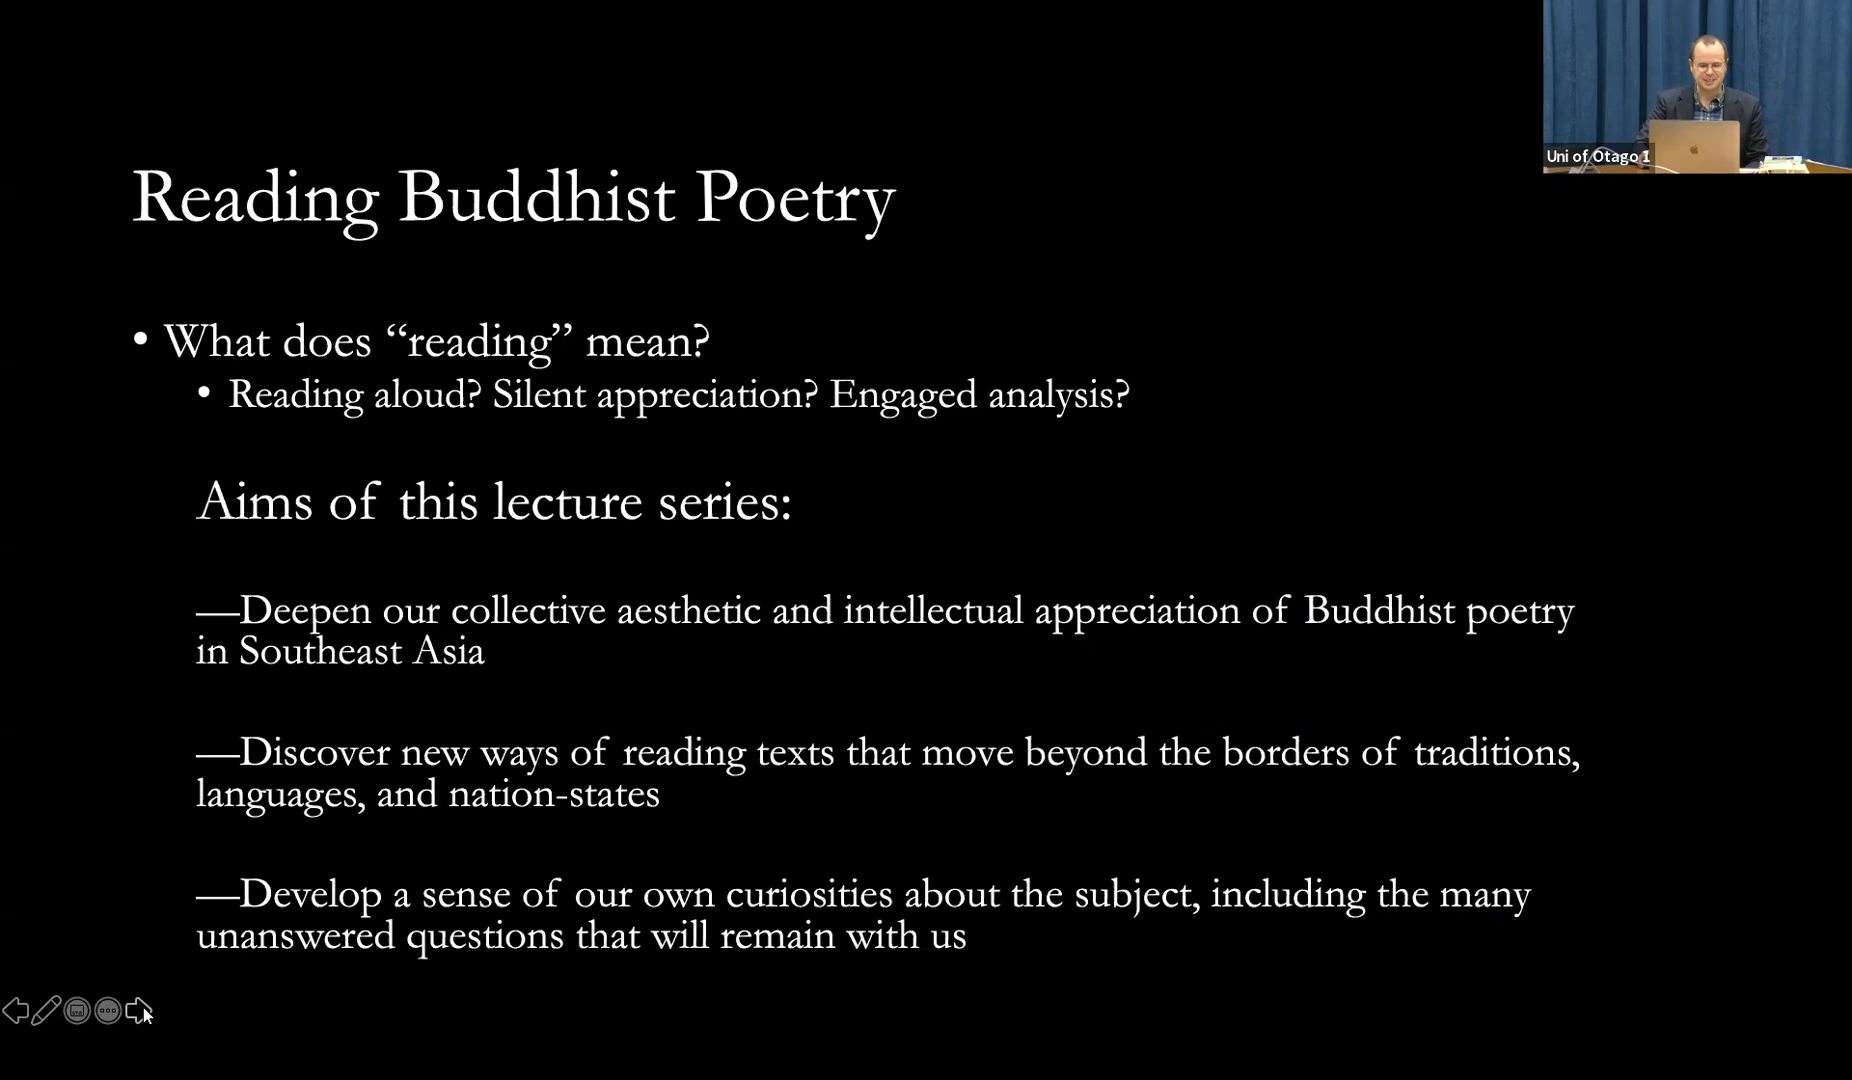 Uni of Otago 1
Reading Buddhist Poetry
• What does “reading” mean?
• Reading aloud? Silent appreciation? Engaged analysis?
Aims of this lecture series:
—Deepen our collective aesthetic and intellectual appreciation of Buddhist poetry
in Southeast Asia
—Discover new ways of reading texts that move beyond the borders of traditions,
languages, and nation-states
—Develop a sense of our own curiosities about the subject, including the many
unanswered questions that will remain with us